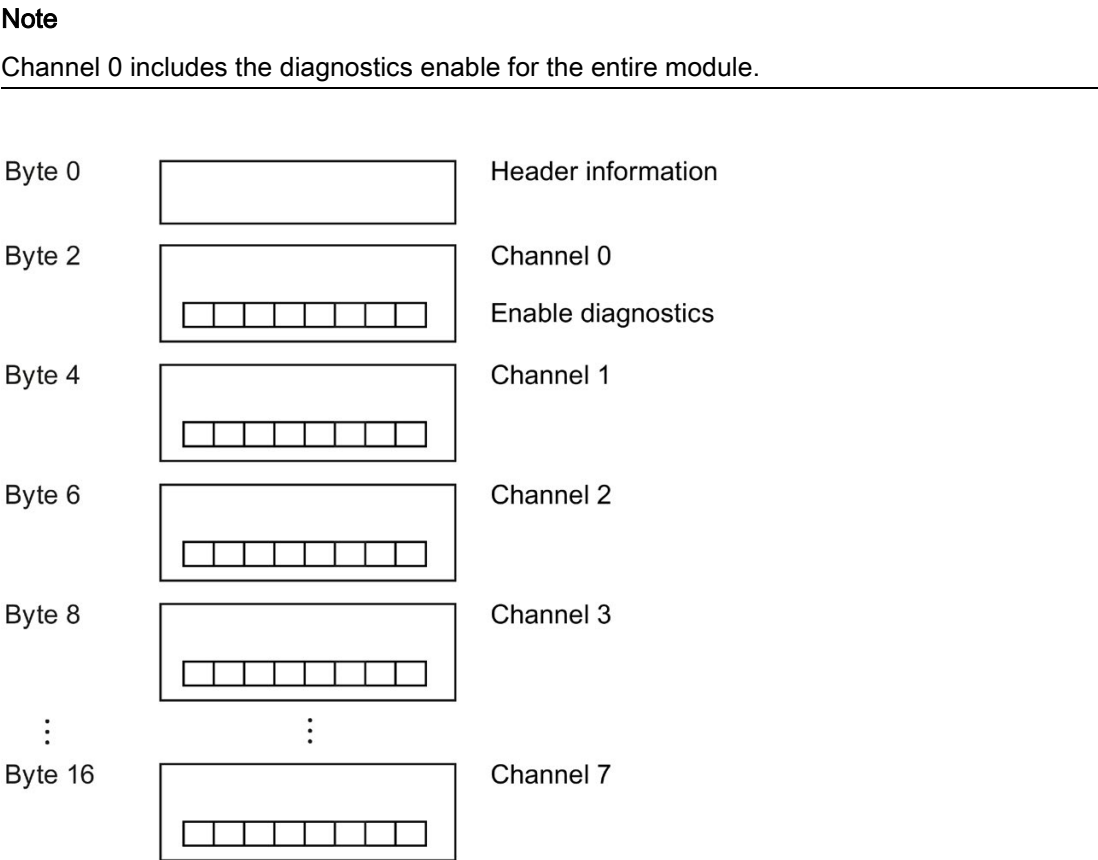 Note
Channel 0 includes the diagnostics enable for the entire module.
Byte 0 Header information
Byte 2 Channel 0
Enable diagnostics
Byte 4 Channel 1
Byte 6 Channel 2
Byte 8 Channel 3
⋮ ⋮
Byte 16 Channel 7